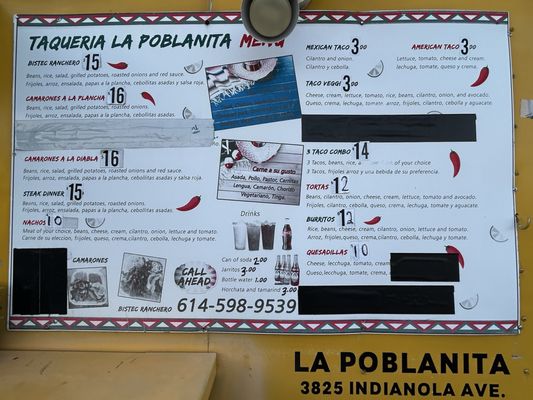 TAQUERIA LA POBLANITA MENU
BISTEC RANCHERO $15
Beans, rice, salad, grilled potatoes, roasted onions and red sauce.
Frijoles, arroz, ensalada, papas a la plancha, cebollitas asadas y salsa roja.
CAMARONES A LA PLANCHA $16
Beans, rice, salad, grilled potatoes, roasted onions.
Frijoles, arroz, ensalada, papas a la plancha, cebollitas asadas
CAMARONES A LA DIABLA $16
Beans, rice, salad, grilled potatoes, roasted onions and red sauce.
Frijoles, arroz, ensalada, papas a la plancha, cebollitas asadas y salsa roja.
STEAK DINNER $15
Beans, rice, salad, grilled potatoes, roasted onions
Frijoles, arroz, ensalada, papas a la plancha, cebollitas asadas.
NACHOS 10
Meat of your choice, beans, cheese, cream, cilantro, onion, lettuce and tomato.
Carne de su eleccion, frijoles, queso, crema, cilantro, cebolla, lechuga y tomate.
CAMARONES
BISTEC RANCHERO
Carne a su gusto
Asada, Pollo, Pastor, Carnitas
Lengua, Camarón, Chorizo
Vegetariano, Tinga.
Drinks
Can of soda 2.00
Jarritos 3.00
Bottle water 1.00
Horchata and tamarind 3.00
CALL AHEAD
614-598-9539
MEXICAN TACO $3.00
Cilantro and onion.
Cilantro y cebolla.
AMERICAN TACO $3.00
Lettuce, tomato, cheese and cream.
Lechuga, tomate, queso y crema.
TACO VEGGI $3.00
Cheese, cream, lettuce, tomato, rice, beans, cilantro, onion, and avocado.
Queso, crema, lechuga, tomate, arroz, frijoles, cilantro, cebolla y aguacate.
3 TACO COMBO $14
3 Tacos, beans, rice, a of your choice
3 Tacos, frijoles arroz y una bebida de su preferencia.
TORTAS $12
Beans, cilantro, onion, cheese, cream, lettuce, tomato and avocado.
Frijoles, cilantro, cebolla, queso, crema, lechuga, tomate y aguacate.
BURRITOS $12
Rice, beans, cheese, cream, cilantro, onion, lettuce and tomato.
Arroz, frijoles, queso, crema, cilantro, cebolla, lechuga y tomate.
QUESADILLAS $10
Cheese, lecchuga, tomate, cream
Queso, lecchuga, tomate, crema,
LA POBLANITA
3825 INDIANOLA AVE.